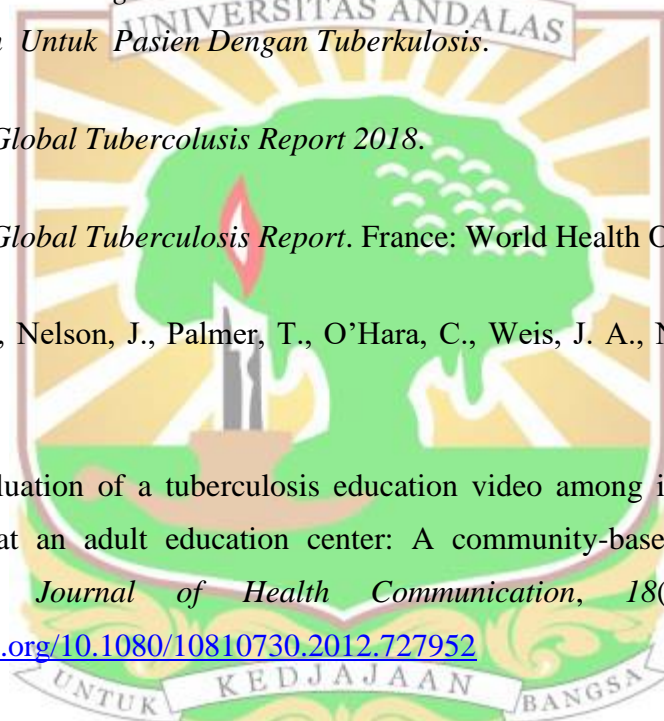 UNIVERSITAS ANDALAS
Untuk Pasien Dengan Tuberkulosis.
Global Tubercolusis Report 2018.
Global Tuberculosis Report. France: World Health O
, Nelson, J., Palmer, T., O’Hara, C., Weis, J. A., N
luation of a tuberculosis education video among i
at an adult education center: A community-base
Journal of Health Communication, 18(
.org/10.1080/10810730.2012.727952
UNTUK KEDJAJAAN BANGSA